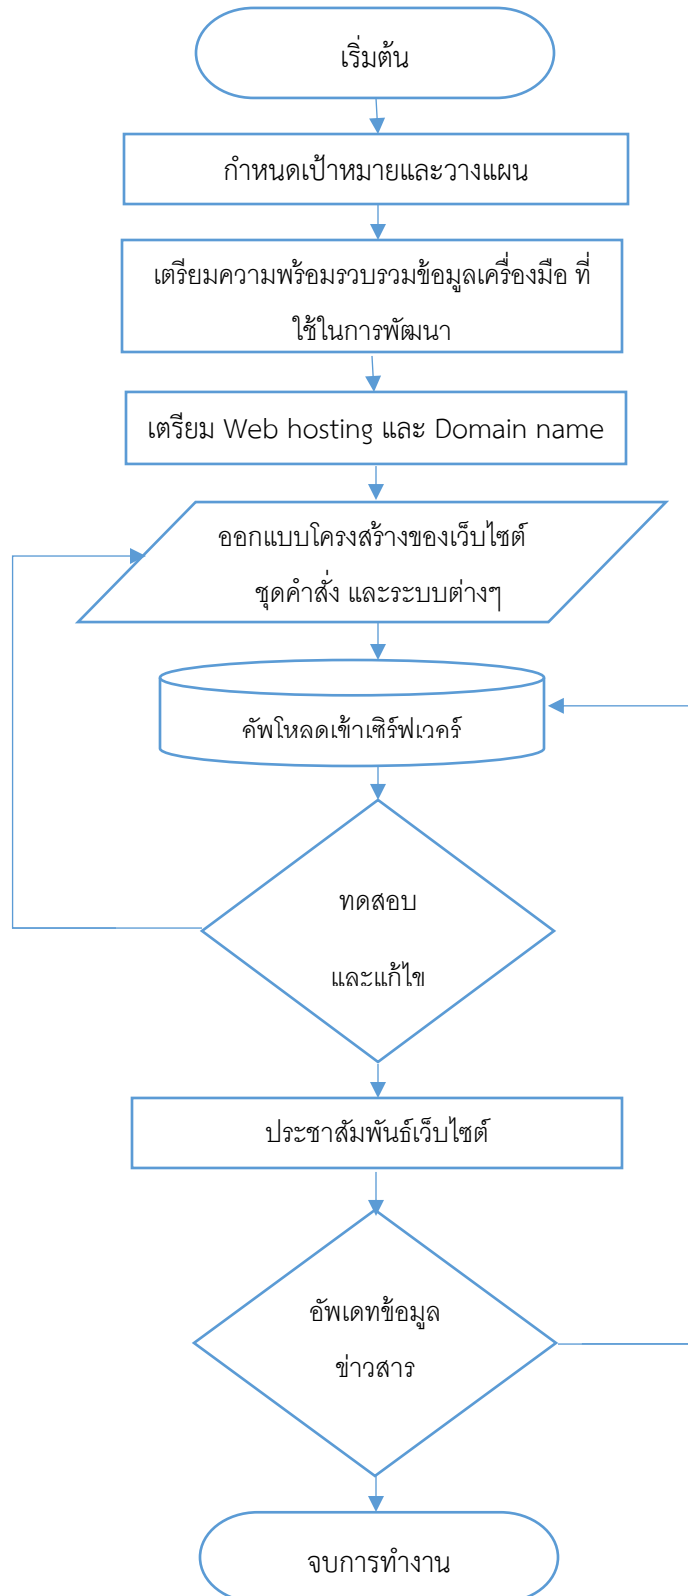 เริ่มต้น
กำหนดเป้าหมายและวางแผน
เตรียมความพร้อมรวบรวมข้อมูลเครื่องมือ ที่
ใช้ในการพัฒนา
เตรียม Web hosting และ Domain name
ออกแบบโครงสร้างของเว็บไซต์
ชุดคำสั่ง และระบบต่างๆ
คัพโหลดเข้าเซิร์ฟเวคร์
ทดสอบ
และแก้ไข
ประชาสัมพันธ์เว็บไซต์
อัพเดทข้อมูล
ข่าวสาร
จบการทำงาน